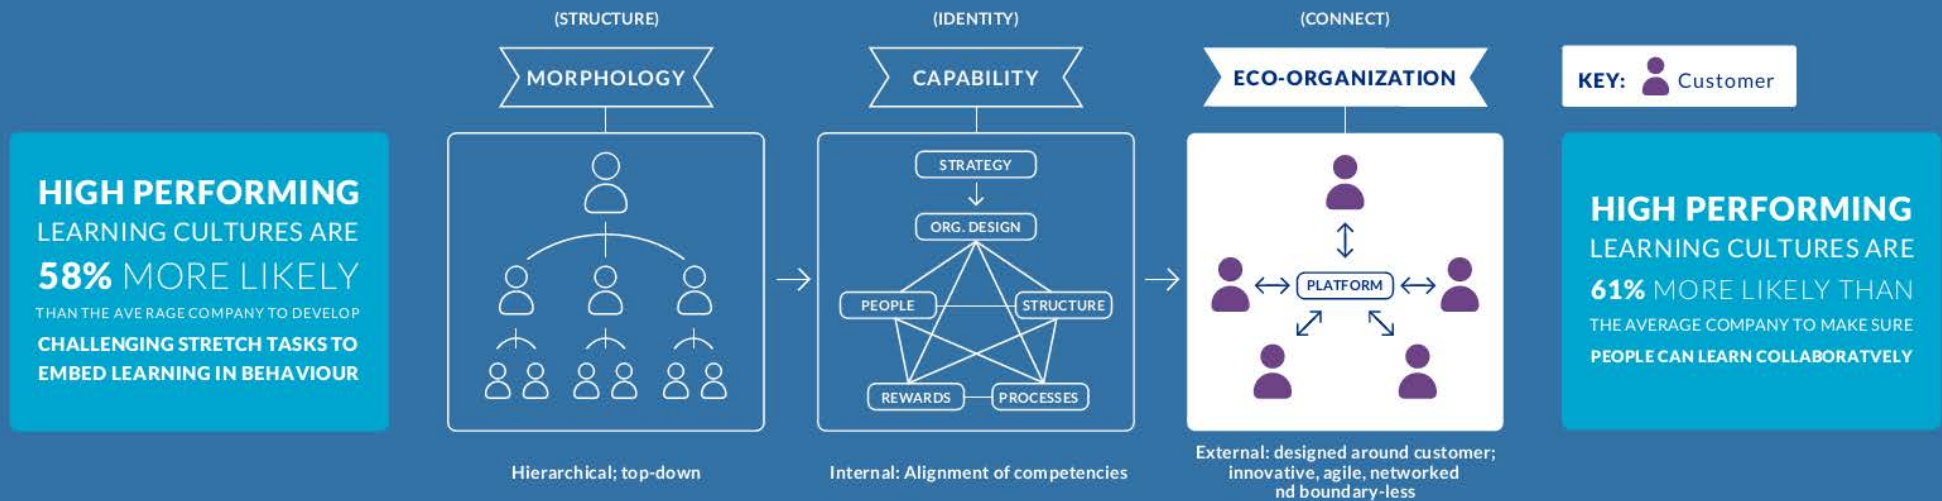 (STRUCTURE)
(IDENTITY)
(CONNECT)
MORPHOLOGY
CAPABILITY
ECO-ORGANIZATION
KEY: Customer
HIGH PERFORMING
LEARNING CULTURES ARE
58% MORE LIKELY
THAN THE AVERAGE COMPANY TO DEVELOP
CHALLENGING STRETCH TASKS TO
EMBED LEARNING IN BEHAVIOUR
STRATEGY
ORG. DESIGN
PEOPLE
STRUCTURE
REWARDS
PROCESSES
PLATFORM
HIGH PERFORMING
LEARNING CULTURES ARE
61% MORE LIKELY THAN
THE AVERAGE COMPANY TO MAKE SURE
PEOPLE CAN LEARN COLLABORATVELY
Hierarchical; top-down
Internal: Alignment of competencies
External: designed around customer;
innovative, agile, networked
nd boundary-less